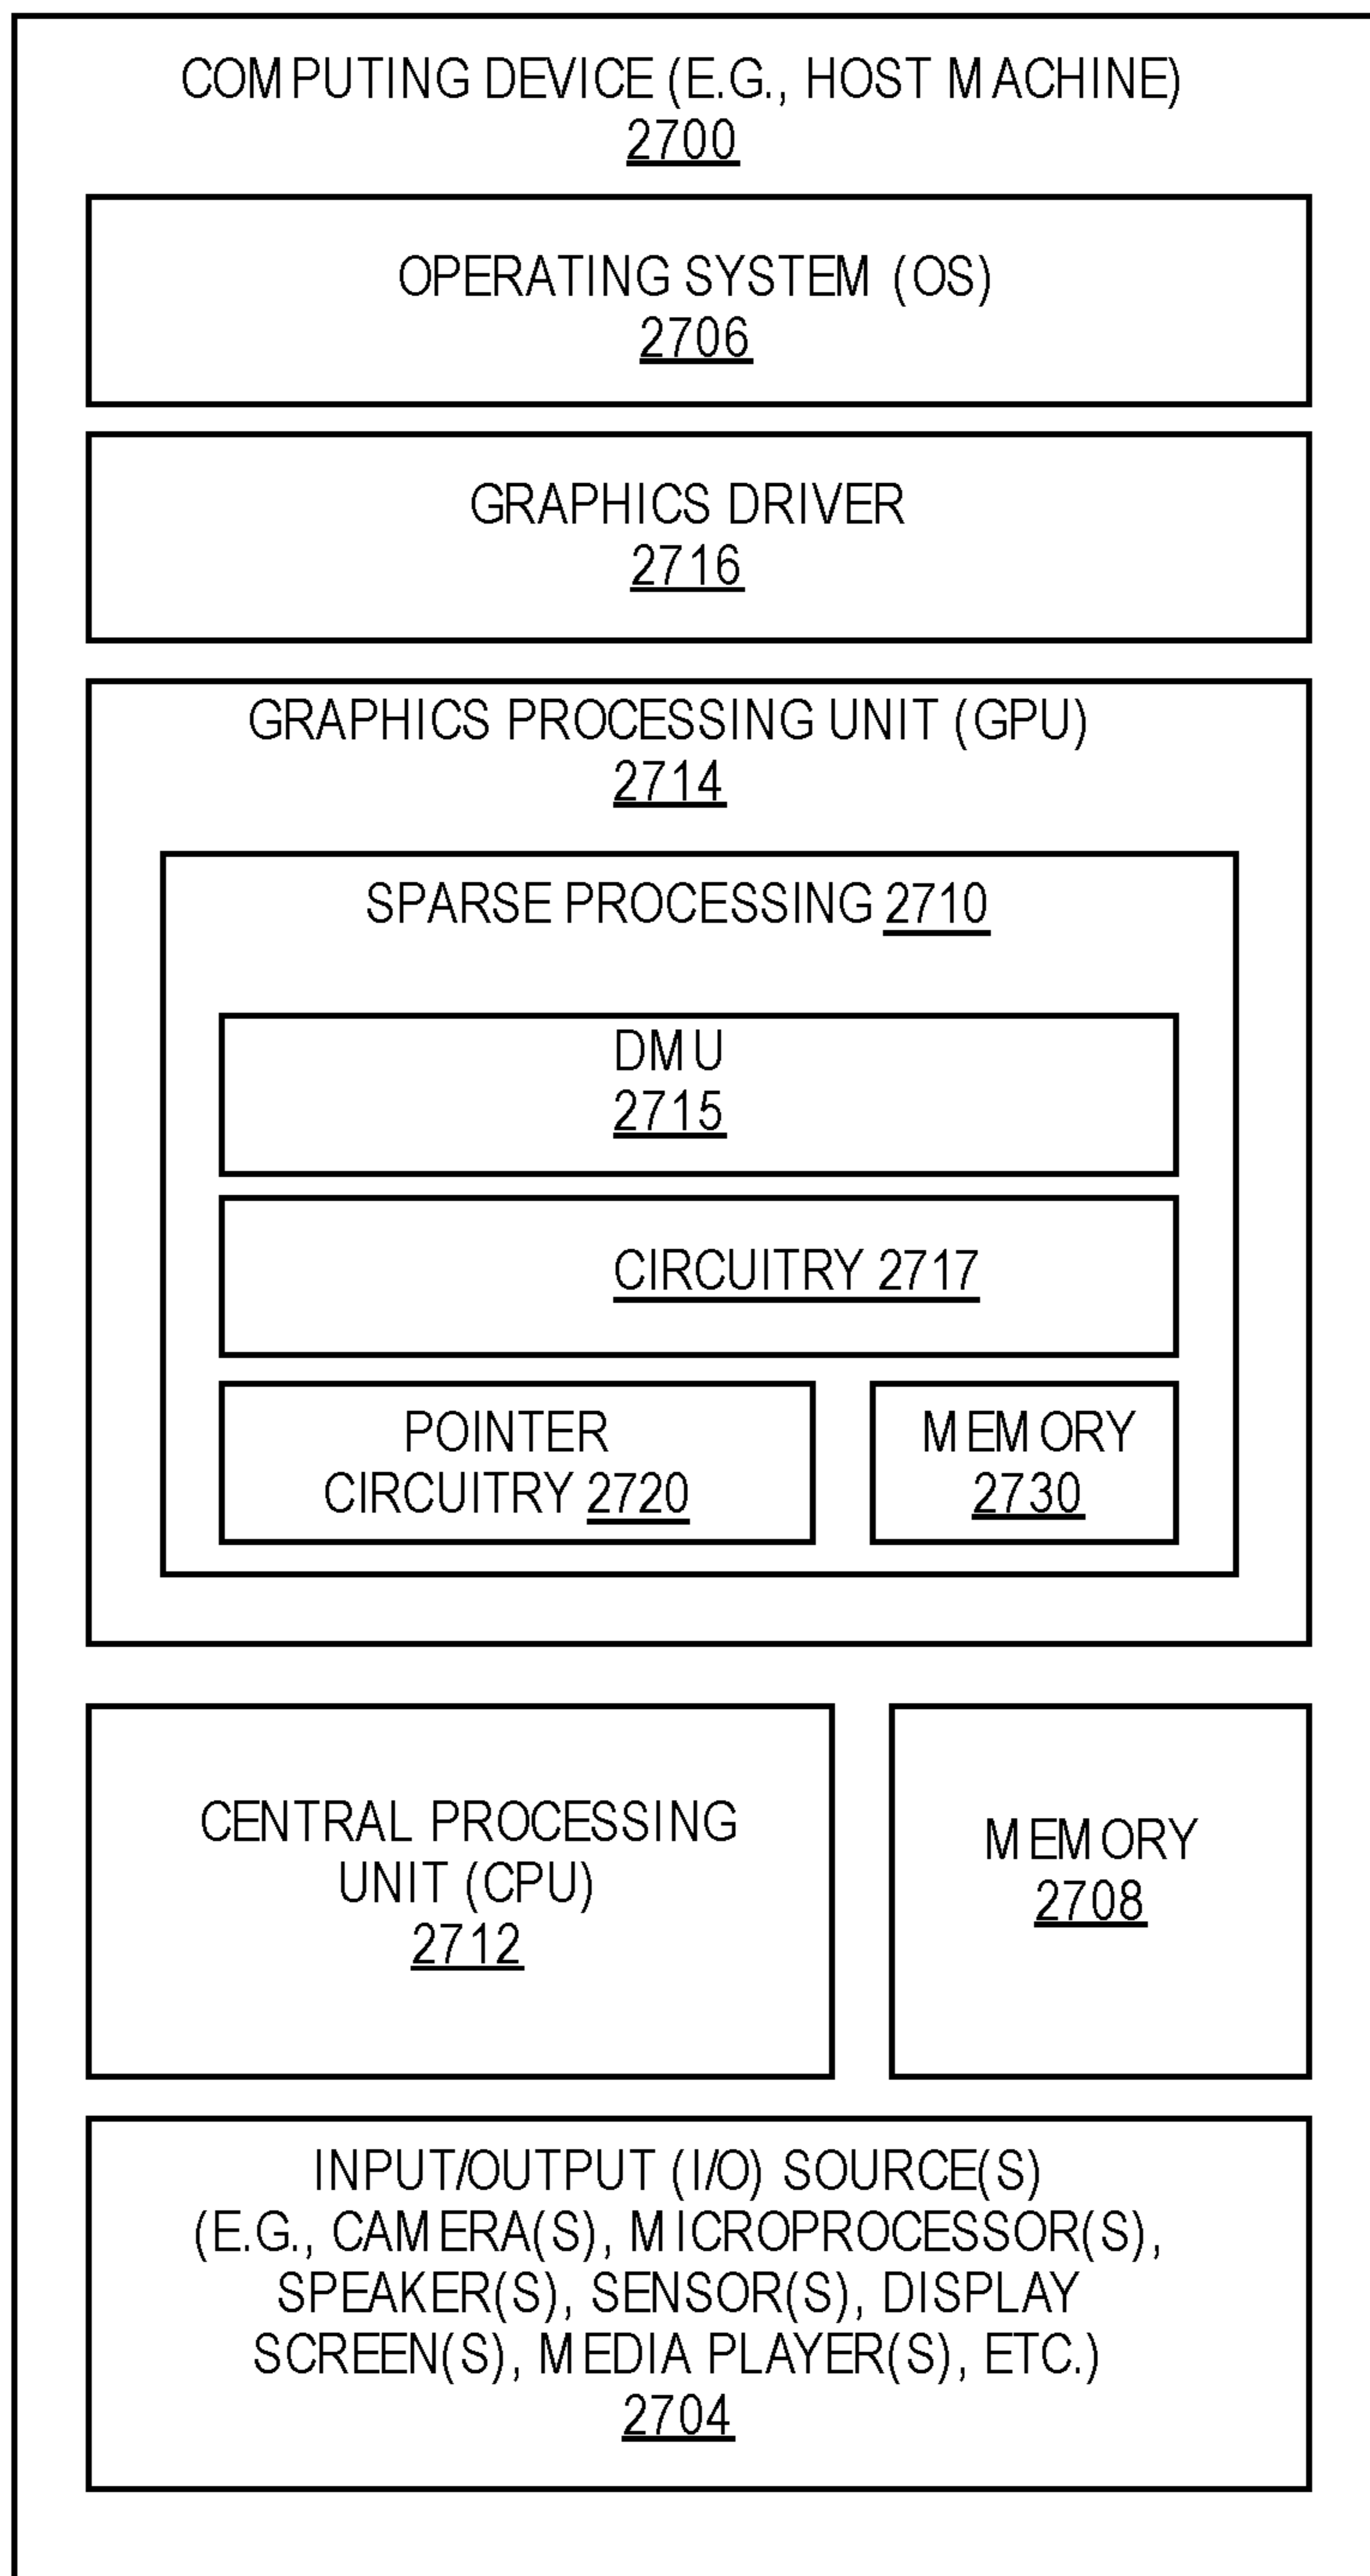 COMPUTING DEVICE (E.G., HOST MACHINE)
2700
OPERATING SYSTEM (OS)
2706
GRAPHICS DRIVER
2716
GRAPHICS PROCESSING UNIT (GPU)
2714
SPARSE PROCESSING 2710
DMU
2715
CIRCUITRY 2717
POINTER
CIRCUITRY 2720
MEMORY
2730
CENTRAL PROCESSING
UNIT (CPU)
2712
MEMORY
2708
INPUT/OUTPUT (I/O) SOURCE(S)
(E.G., CAMERA(S), MICROPROCESSOR(S),
SPEAKER(S), SENSOR(S), DISPLAY
SCREEN(S), MEDIA PLAYER(S), ETC.)
2704